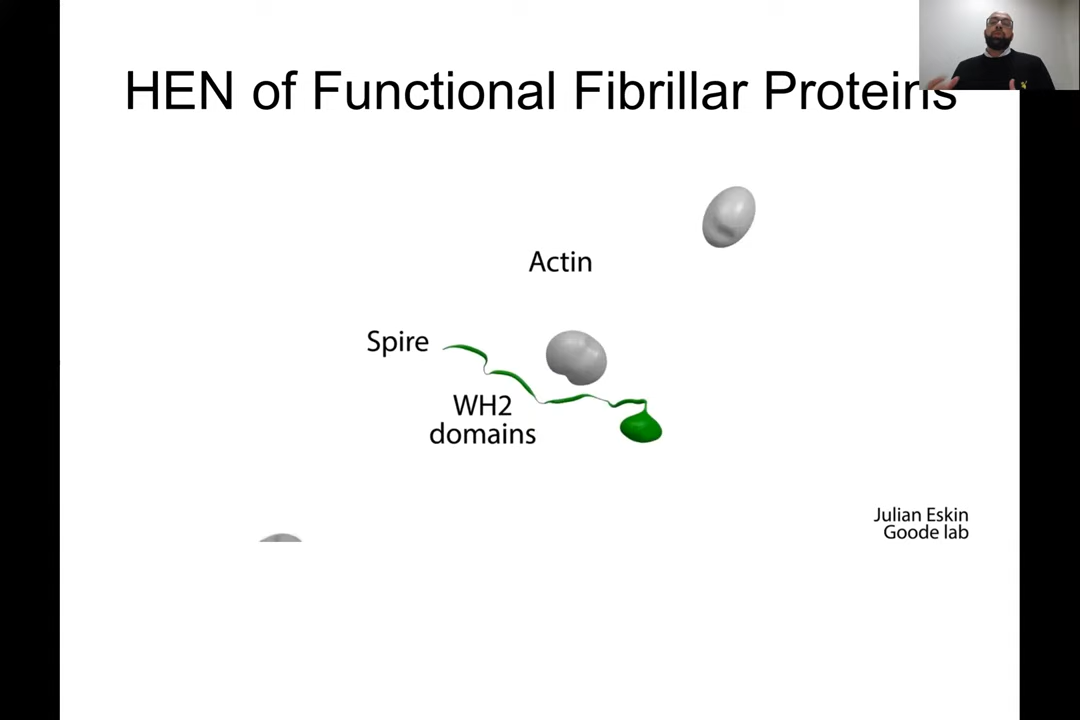 HEN of Functional Fibrillar Proteins
Actin
Spire
WH2
domains
Julian Eskin
Goode lab